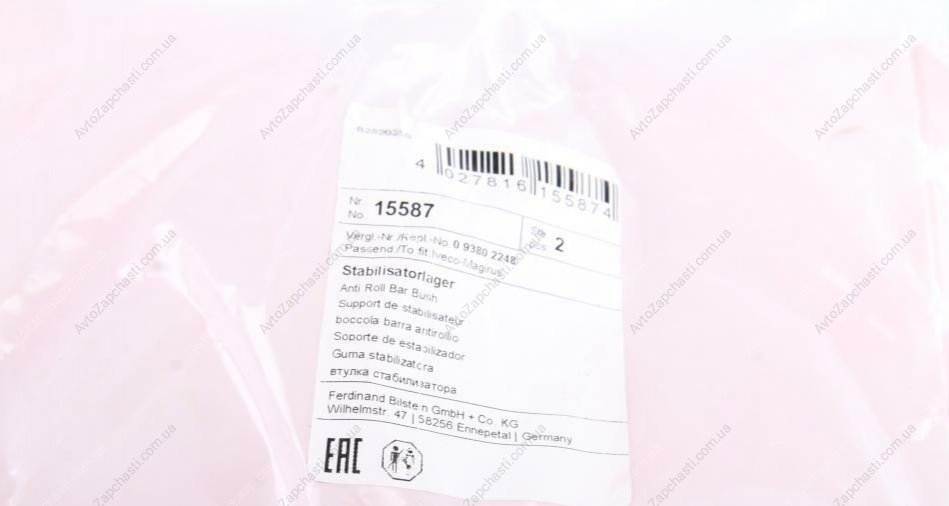 4 027816 155874
Nr.
No. 15587
St.
pcs 2
Vergl.-Nr./Repl.-No. 0 9380 2248
Passend./To fit: Iveco-Magirus
Stabilisatorlager
Anti Roll Bar Bush
Support de stabilisateur
boccola barra antirollio
Soporte de estabilizador
Guma stabilizatora
втулка стабилизатора
Ferdinand Bilstein GmbH + Co. KG
Wilhelmstr. 47 | 58256 Ennepetal | Germany
EAC
AvtoZapchasti.com.ua